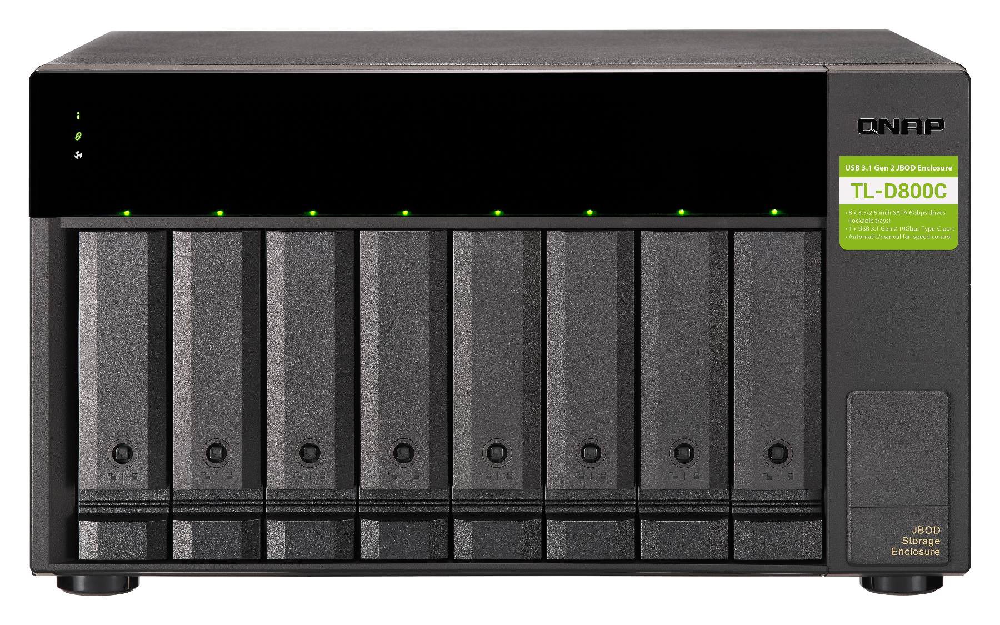 QNAP
USB 3.1 Gen 2 JBOD Enclosure
TL-D800C
• 8 x 3.5/2.5-inch SATA 6Gbps drives
(lockable trays)
• 1 x USB 3.1 Gen 2 10Gbps Type-C port
• Automatic/manual fan speed control
JBOD
Storage
Enclosure